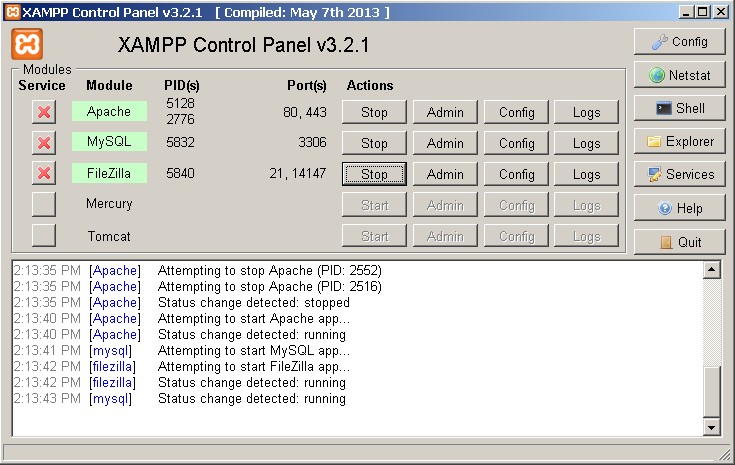 XAMPP Control Panel v3.2.1 [ Compiled: May 7th 2013 ]
XAMPP Control Panel v3.2.1
Config
Modules
Service Module PID(s) Port(s) Actions
Netstat
Apache 5128 2776 80, 443 Stop Admin Config Logs
Shell
MySQL 5832 3306 Stop Admin Config Logs
Explorer
FileZilla 5840 21, 14147 Stop Admin Config Logs
Services
Mercury Start Admin Config Logs
Help
Tomcat Start Admin Config Logs
Quit
2:13:35 PM [Apache] Attempting to stop Apache (PID: 2552)
2:13:35 PM [Apache] Attempting to stop Apache (PID: 2516)
2:13:35 PM [Apache] Status change detected: stopped
2:13:40 PM [Apache] Attempting to start Apache app...
2:13:40 PM [Apache] Status change detected: running
2:13:41 PM [mysql] Attempting to start MySQL app...
2:13:42 PM [filezilla] Attempting to start FileZilla app...
2:13:42 PM [filezilla] Status change detected: running
2:13:43 PM [mysql] Status change detected: running